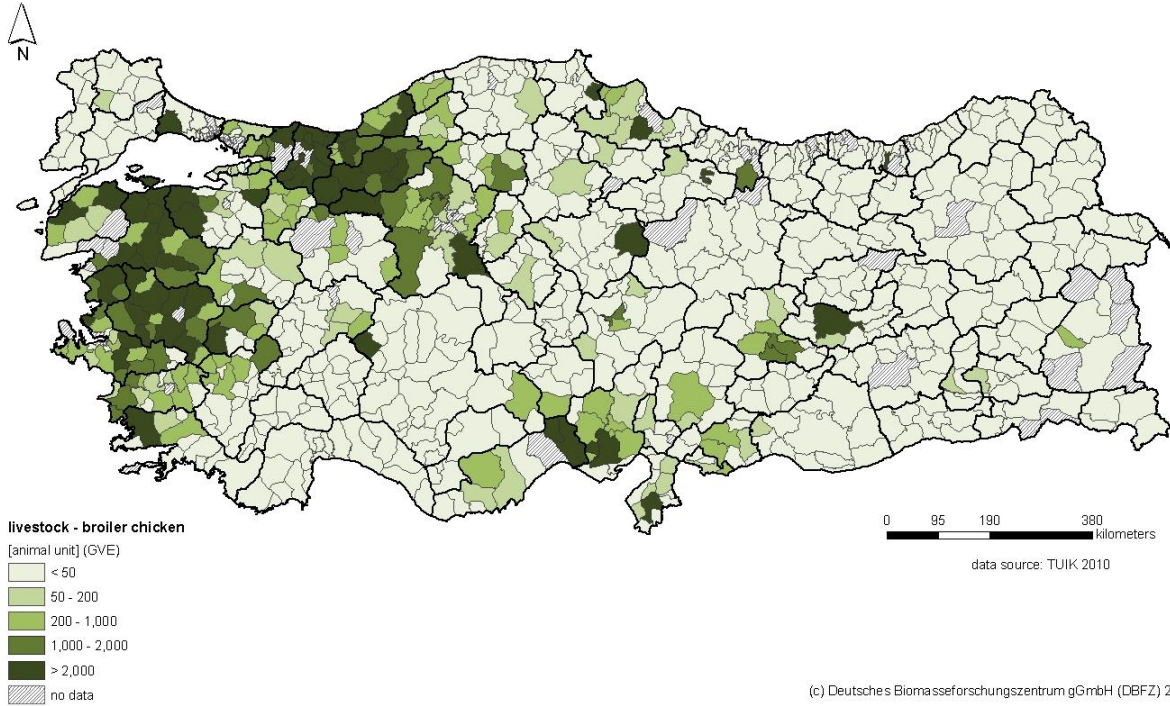 N
livestock - broiler chicken
[animal unit] (GVE)
< 50
50 - 200
200 - 1,000
1,000 - 2,000
> 2,000
no data
0 95 190 380
kilometers
data source: TUIK 2010
(c) Deutsches Biomasseforschungszentrum gGmbH (DBFZ) 2